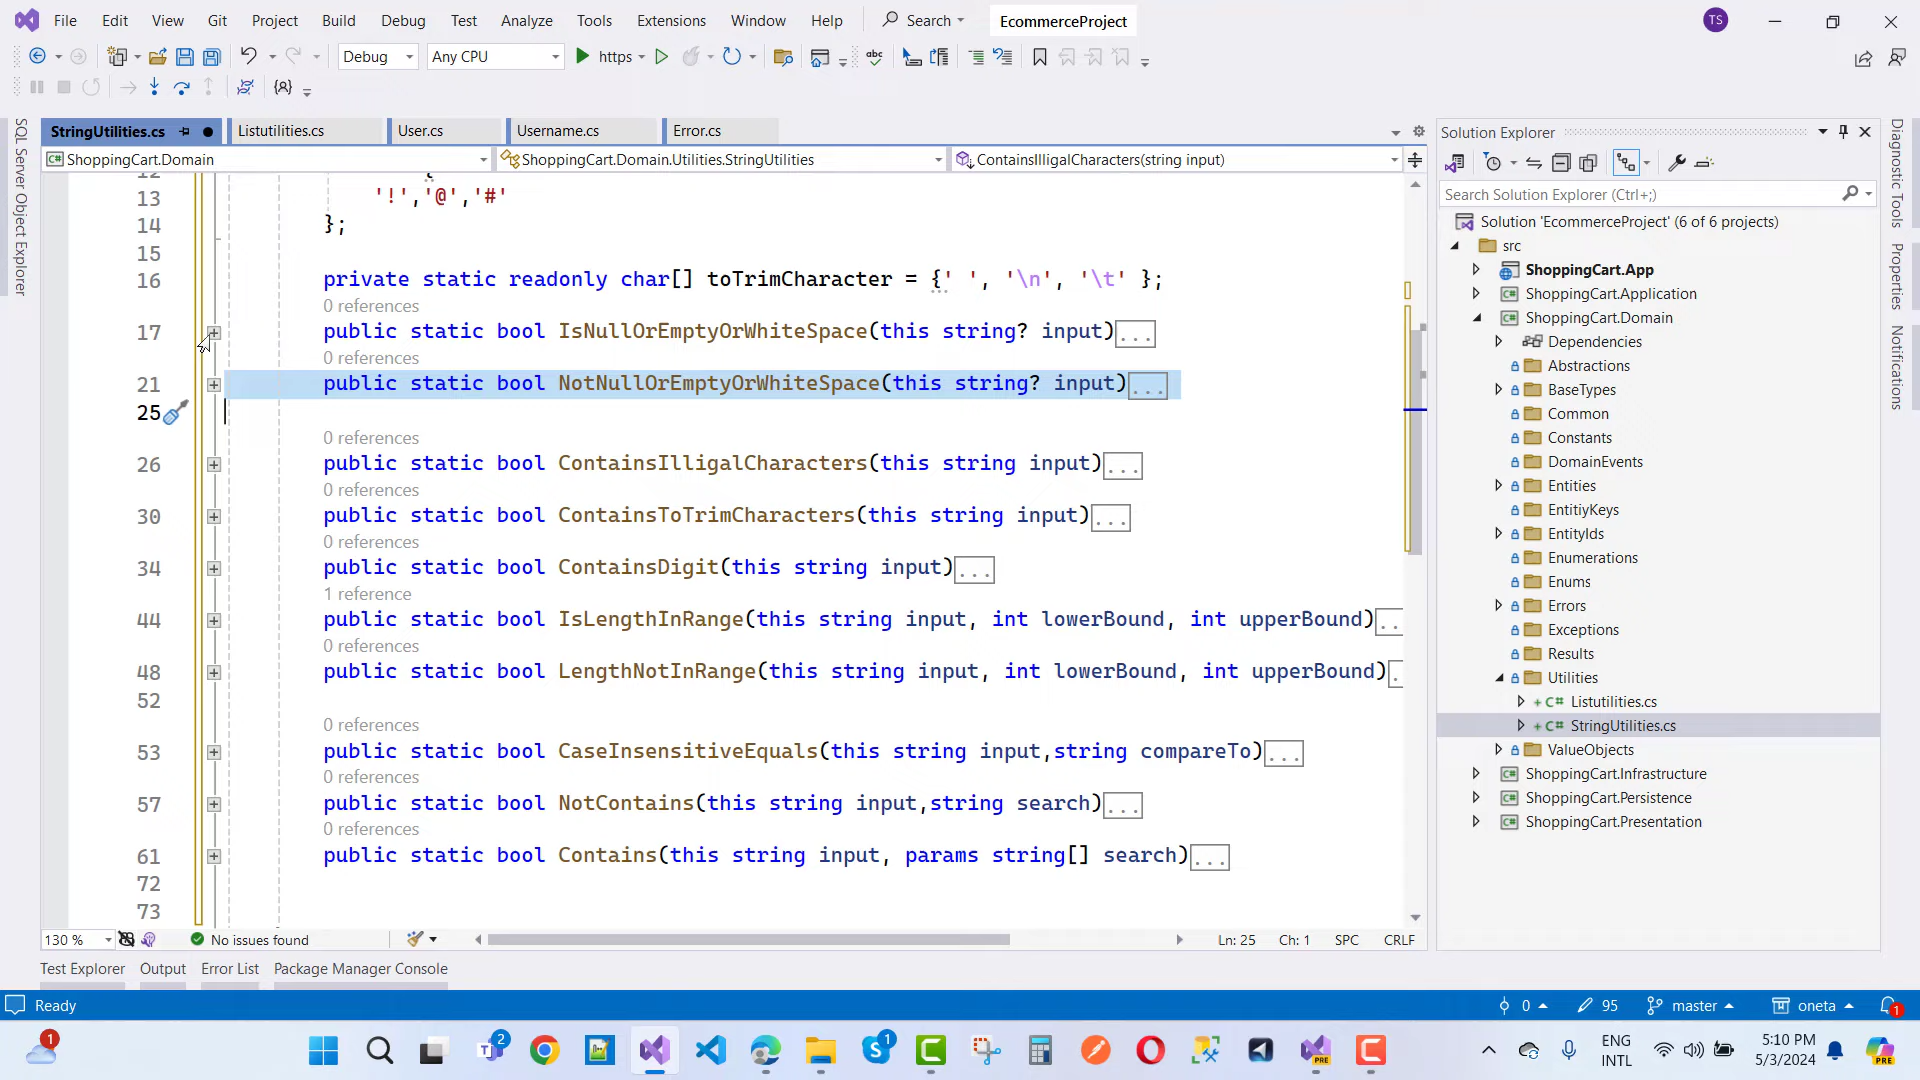 File Edit View Git Project Build Debug Test Analyze Tools Extensions Window Help Search EcommerceProject TS
Debug Any CPU https
StringUtilities.cs Listutilities.cs User.cs Username.cs Error.cs
ShoppingCart.Domain ShoppingCart.Domain.Utilities.StringUtilities ContainsIlligalCharacters(string input)
SQL Server Object Explorer
12 {
13 '!','@','#'
14 };
15
16 private static readonly char[] toTrimCharacter = {' ', '\n', '\t' };
0 references
17 public static bool IsNullOrEmptyOrWhiteSpace(this string? input)...
0 references
21 public static bool NotNullOrEmptyOrWhiteSpace(this string? input)...
25
0 references
26 public static bool ContainsIlligalCharacters(this string input)...
0 references
30 public static bool ContainsToTrimCharacters(this string input)...
0 references
34 public static bool ContainsDigit(this string input)...
1 reference
44 public static bool IsLengthInRange(this string input, int lowerBound, int upperBound)..
0 references
48 public static bool LengthNotInRange(this string input, int lowerBound, int upperBound).
52
0 references
53 public static bool CaseInsensitiveEquals(this string input,string compareTo)...
0 references
57 public static bool NotContains(this string input,string search)...
0 references
61 public static bool Contains(this string input, params string[] search)...
72
73
130 % No issues found Ln: 25 Ch: 1 SPC CRLF
Solution Explorer
Search Solution Explorer (Ctrl+;)
Solution 'EcommerceProject' (6 of 6 projects)
src
ShoppingCart.App
ShoppingCart.Application
ShoppingCart.Domain
Dependencies
Abstractions
BaseTypes
Common
Constants
DomainEvents
Entities
EntitiyKeys
EntityIds
Enumerations
Enums
Errors
Exceptions
Results
Utilities
Listutilities.cs
StringUtilities.cs
ValueObjects
ShoppingCart.Infrastructure
ShoppingCart.Persistence
ShoppingCart.Presentation
Diagnostic Tools
Properties
Notifications
Test Explorer Output Error List Package Manager Console
Ready 0 95 master oneta 1
1 2 1 PRE ENG INTL 5:10 PM 5/3/2024 PRE